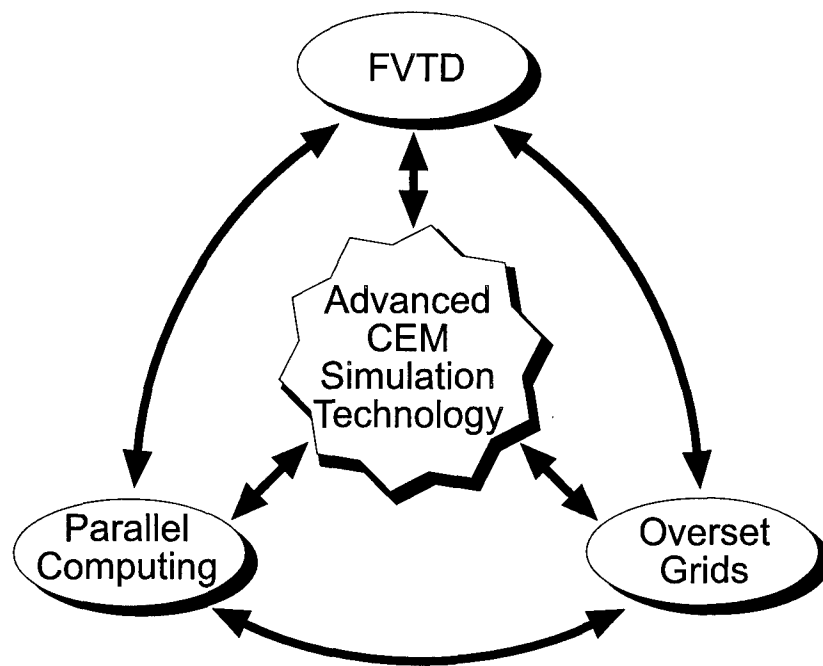 FVTD
Advanced
CEM
Simulation
Technology
Parallel
Computing
Overset
Grids